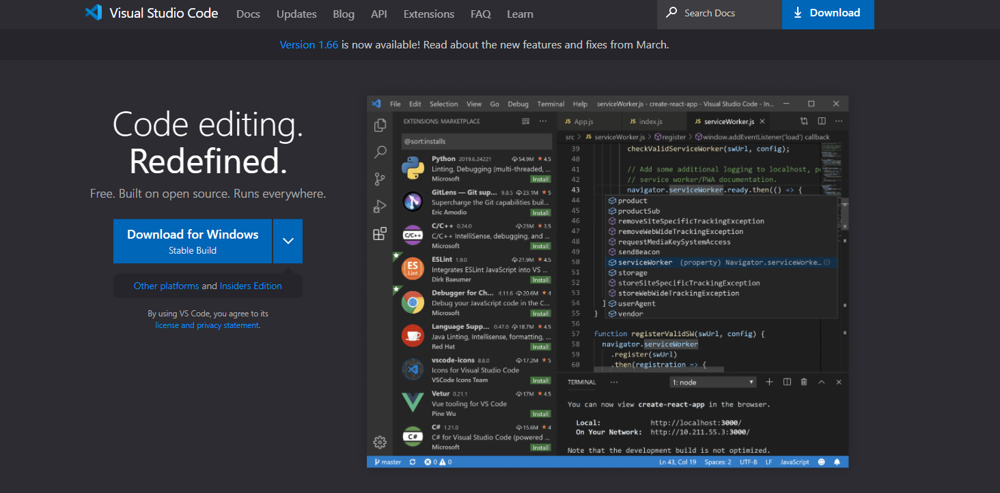 Visual Studio Code Docs Updates Blog API Extensions FAQ Learn Search Docs Download
Version 1.66 is now available! Read about the new features and fixes from March.
Code editing.
Redefined.
Free. Built on open source. Runs everywhere.
Download for Windows
Stable Build
Other platforms and Insiders Edition
By using VS Code, you agree to its
license and privacy statement.
File Edit Selection View Go Debug Terminal Help serviceWorker.js - create-react-app - Visual Studio Code - In...
EXTENSIONS: MARKETPLACE
@sort:installs
Python 2019.6.24221 54.9M ★ 4.5
Linting, Debugging (multi-threaded, ...
Microsoft Install
GitLens — Git sup... 9.8.5 23.1M ★ 5
Supercharge the Git capabilities buil...
Eric Amodio Install
C/C++
C/C++ 0.24.0 23M ★ 3.5
C/C++ IntelliSense, debugging, and ...
Microsoft Install
ES
Lint
ESLint 1.9.0 21.9M ★ 4.5
Integrates ESLint JavaScript into VS ...
Dirk Baeumer Install
Debugger for Ch... 4.11.6 20.6M ★ 4
Debug your JavaScript code in the C...
Microsoft Install
Language Supp... 0.47.0 18.7M ★ 4.5
Java Linting, Intellisense, formatting, ...
Red Hat Install
vscode-icons 8.8.0 17.2M ★ 5
Icons for Visual Studio Code
VSCode Icons Team Install
Vetur 0.21.1 17M ★ 4.5
Vue tooling for VS Code
Pine Wu Install
C#
C# 1.21.0 15.6M ★ 4
C# for Visual Studio Code (powered ...
Microsoft Install
JS App.js JS index.js JS serviceWorker.js
src > JS serviceWorker.js > register > window.addEventListener('load') callback
39 checkValidServiceWorker(swUrl, config);
40
41 // Add some additional logging to localhost, po
42 // service worker/PWA documentation.
43 navigator.serviceWorker.ready.then(() => {
44 product
45 productSub
46 removeSiteSpecificTrackingException
47 removeWebWideTrackingException
48 requestMediaKeySystemAccess
49 sendBeacon
50 serviceWorker (property) Navigator.serviceWorke...
51 storage
52 storeSiteSpecificTrackingException
53 storeWebWideTrackingException
54 } userAgent
55 } vendor
56
57 function registerValidSW(swUrl, config) {
58 navigator.serviceWorker
59 .register(swUrl)
60 .then(registration => {
TERMINAL ... 1: node
You can now view create-react-app in the browser.
Local: http://localhost:3000/
On Your Network: http://10.211.55.3:3000/
Note that the development build is not optimized.
master 0 0 Ln 43, Col 19 Spaces: 2 UTF-8 LF JavaScript